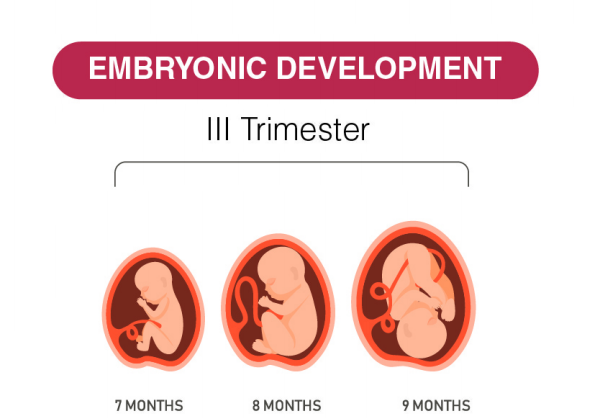 EMBRYONIC DEVELOPMENT
III Trimester
7 MONTHS
8 MONTHS
9 MONTHS